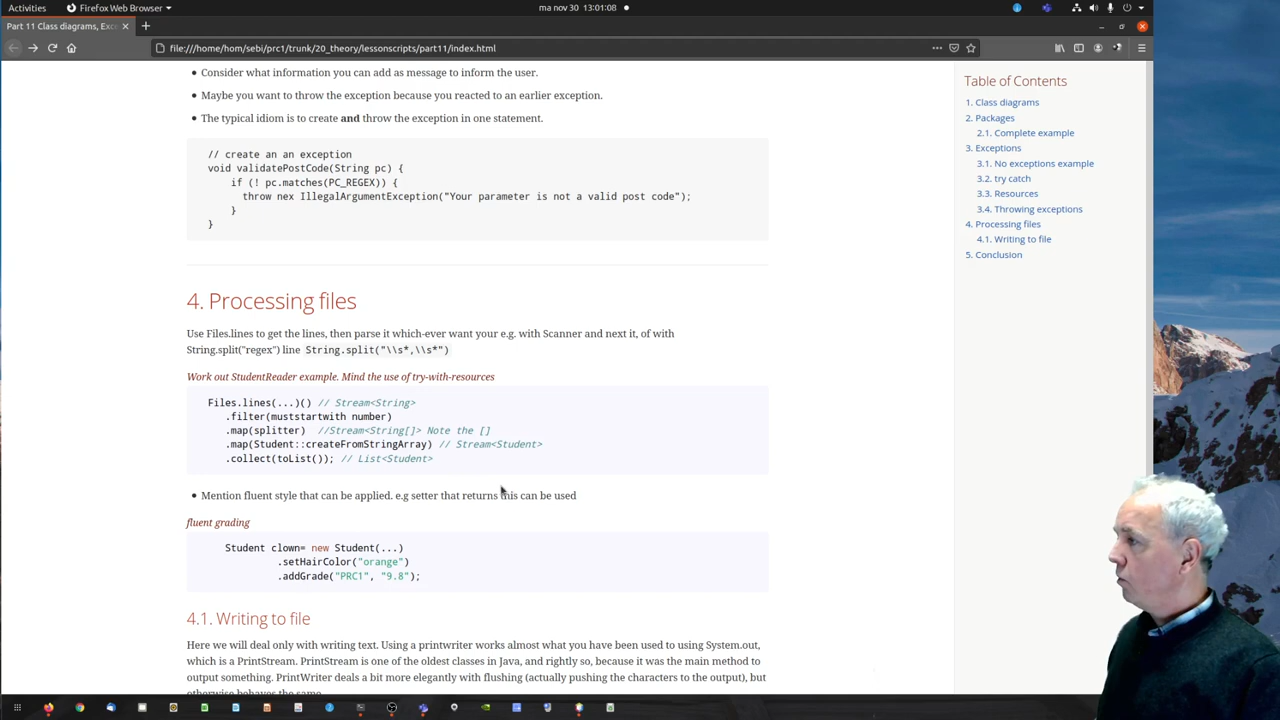 Activities
Firefox Web Browser
ma nov 30 13:01:08
Part 11 Class diagrams, Exc
file:///home/hom/sebi/prc1/trunk/20_theory/lessonscripts/part11/index.html
Consider what information you can add as message to inform the user.
Maybe you want to throw the exception because you reacted to an earlier exception.
The typical idiom is to create and throw the exception in one statement.
// create an an exception
void validatePostCode(String pc) {
if (! pc.matches(PC_REGEX)) {
throw nex IllegalArgumentException("Your parameter is not a valid post code");
}
}
4. Processing files
Use Files.lines to get the lines, then parse it which-ever want your e.g. with Scanner and next it, of with
String.split("regex") line String.split("\\s*,\\s*")
Work out StudentReader example. Mind the use of try-with-resources
Files.lines(...)() // Stream<String>
.filter(muststartwith number)
.map(splitter) //Stream<String[]> Note the []
.map(Student::createFromStringArray) // Stream<Student>
.collect(toList()); // List<Student>
Mention fluent style that can be applied. e.g setter that returns this can be used
fluent grading
Student clown= new Student(...)
.setHairColor("orange")
.addGrade("PRC1", "9.8");
4.1. Writing to file
Here we will deal only with writing text. Using a printwriter works almost what you have been used to using System.out,
which is a PrintStream. PrintStream is one of the oldest classes in Java, and rightly so, because it was the main method to
output something. PrintWriter deals a bit more elegantly with flushing (actually pushing the characters to the output), but
otherwise behaves the same.
Table of Contents
1. Class diagrams
2. Packages
2.1. Complete example
3. Exceptions
3.1. No exceptions example
3.2. try catch
3.3. Resources
3.4. Throwing exceptions
4. Processing files
4.1. Writing to file
5. Conclusion